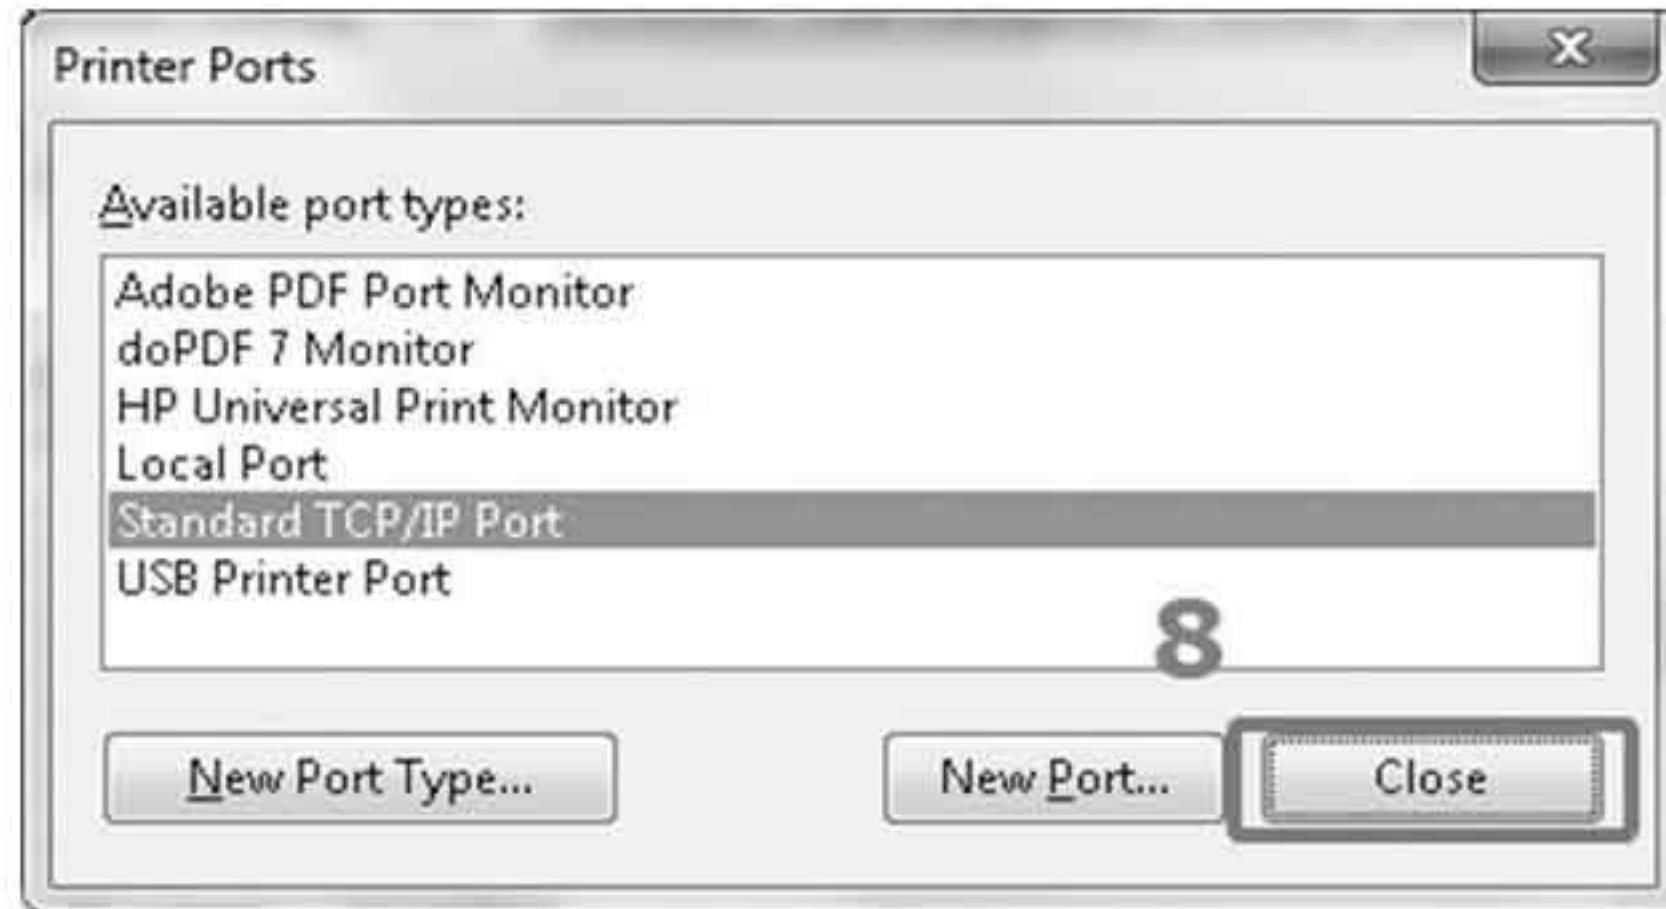 Printer Ports
X
Available port types:
Adobe PDF Port Monitor
doPDF 7 Monitor
HP Universal Print Monitor
Local Port
Standard TCP/IP Port
USB Printer Port
8
New Port Type...
New Port...
Close